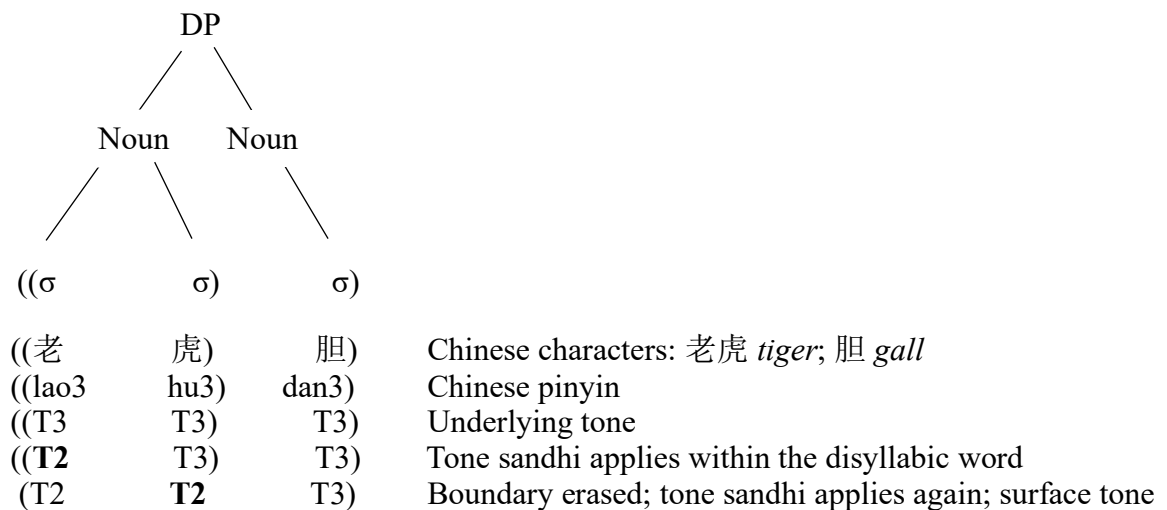 DP
Noun Noun
((σ σ) σ)
((老 虎) 胆) Chinese characters: 老虎 tiger; 胆 gall
((lao3 hu3) dan3) Chinese pinyin
((T3 T3) T3) Underlying tone
((T2 T3) T3) Tone sandhi applies within the disyllabic word
(T2 T2 T3) Boundary erased; tone sandhi applies again; surface tone